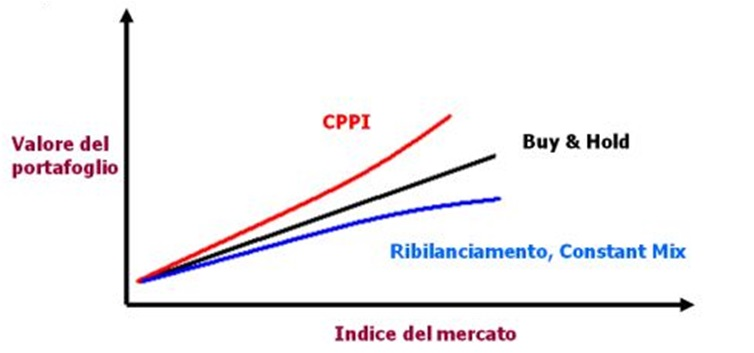 CPPI
Valore del
portafoglio
Buy & Hold
Ribilanciamento, Constant Mix
Indice del mercato